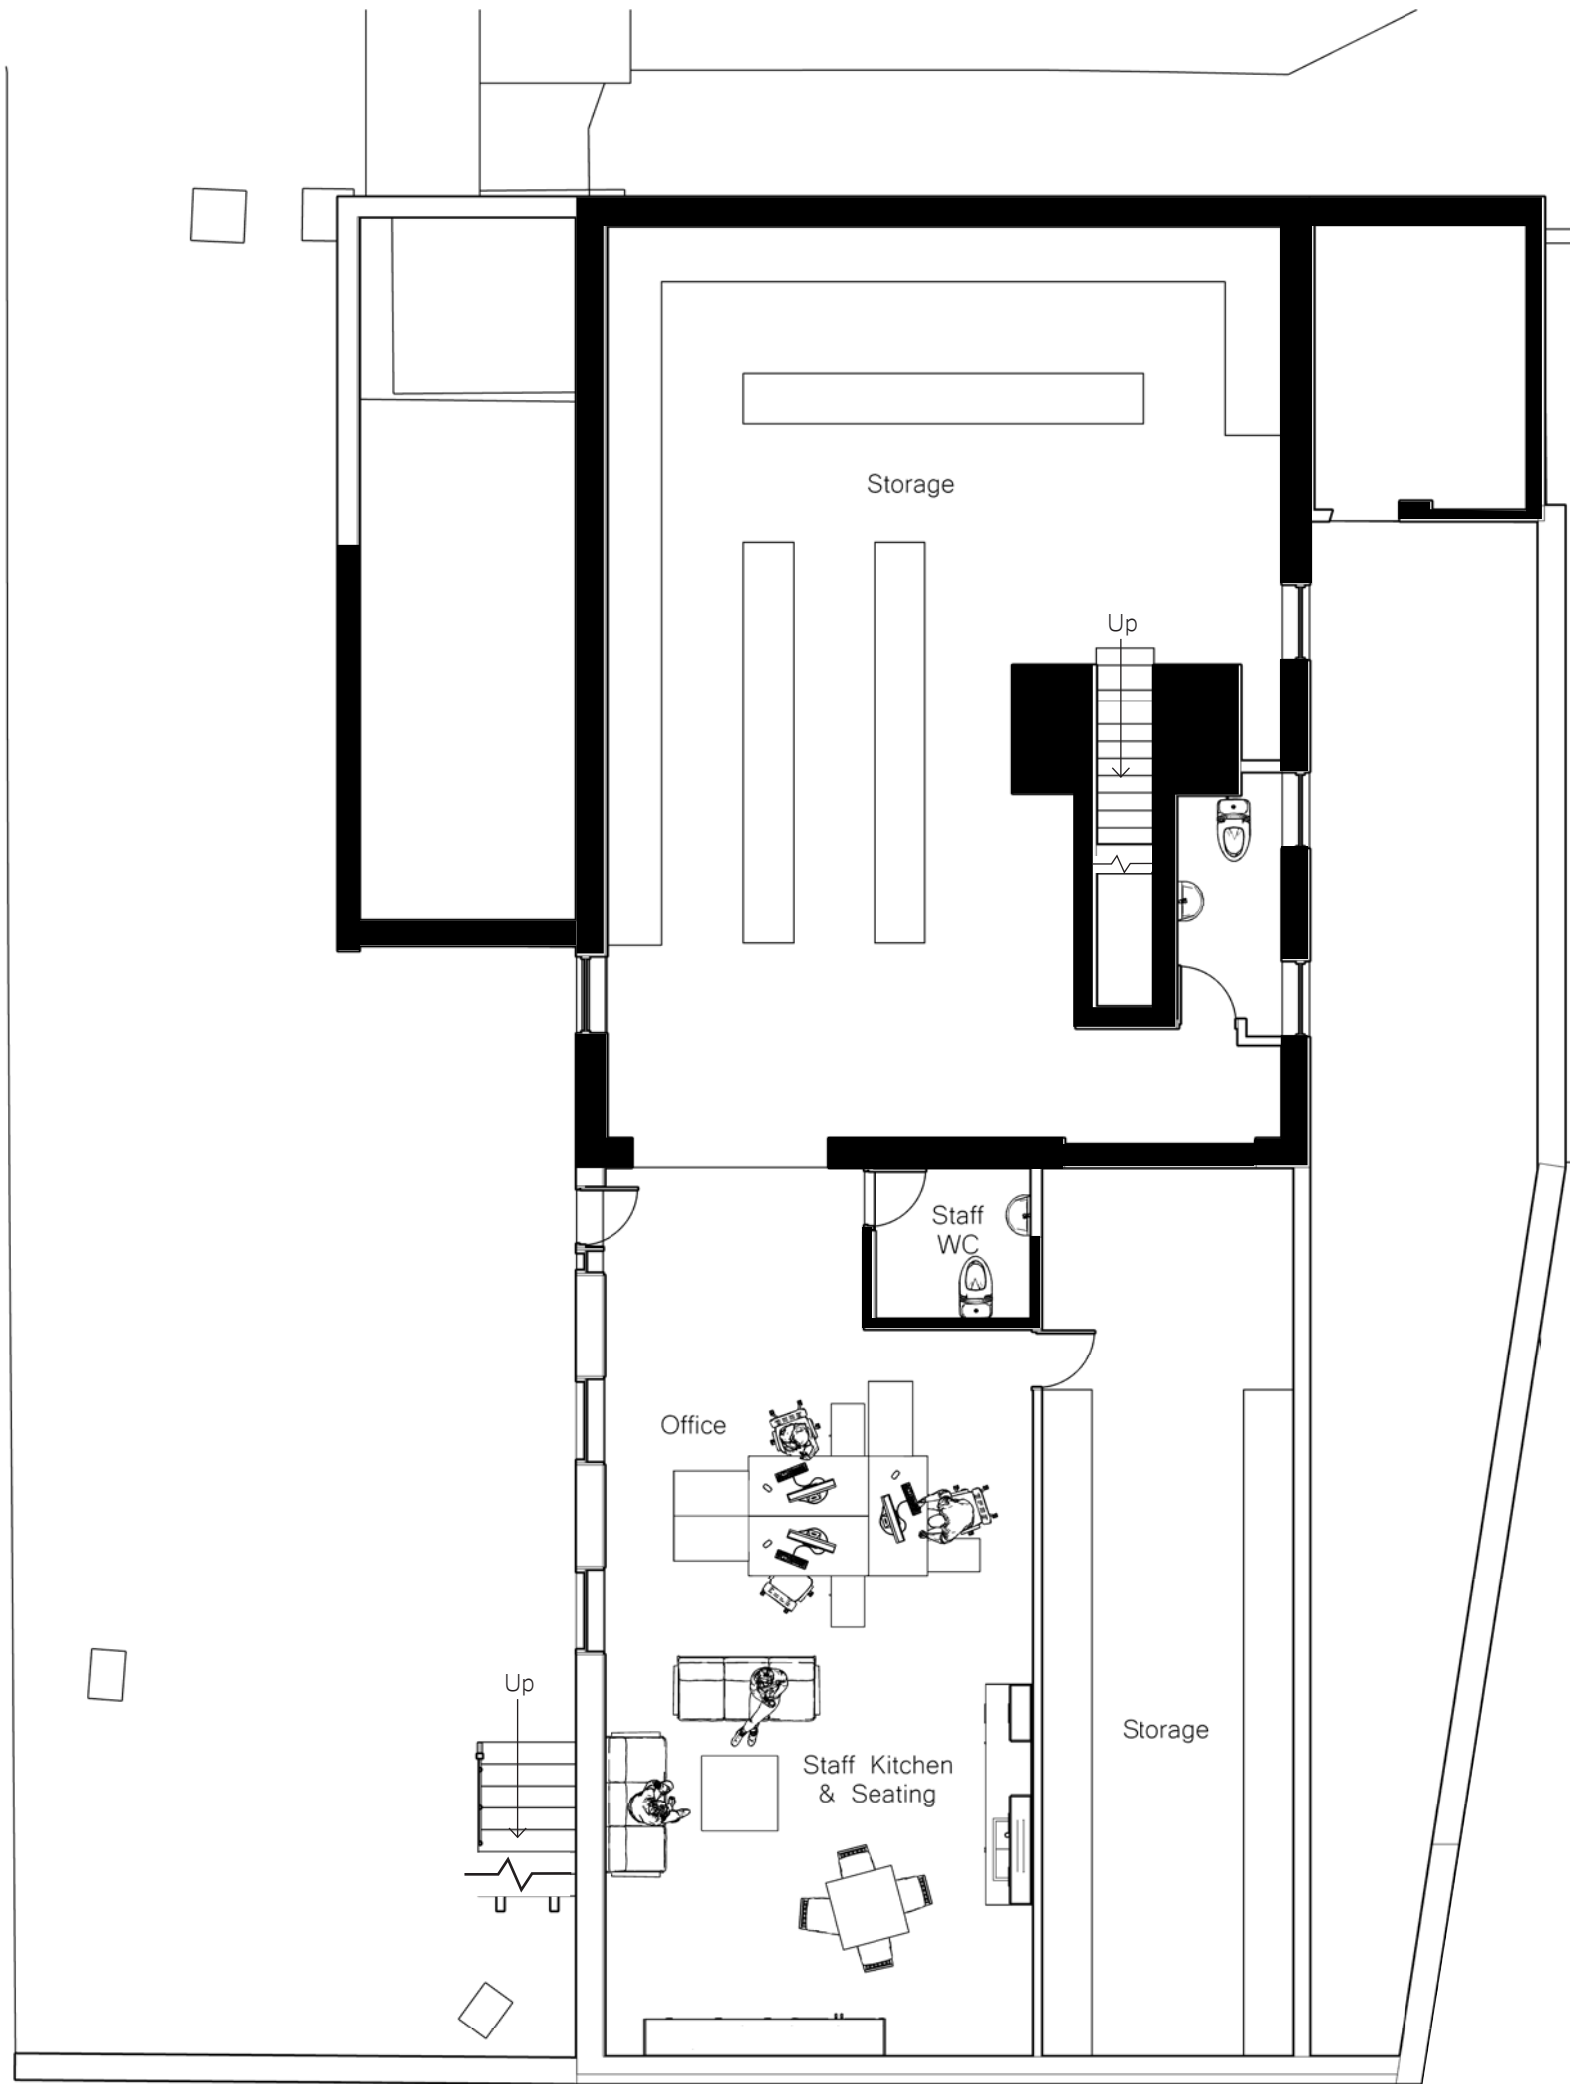 Storage
Up
Staff
WC
Office
Up
Storage
Staff Kitchen
& Seating